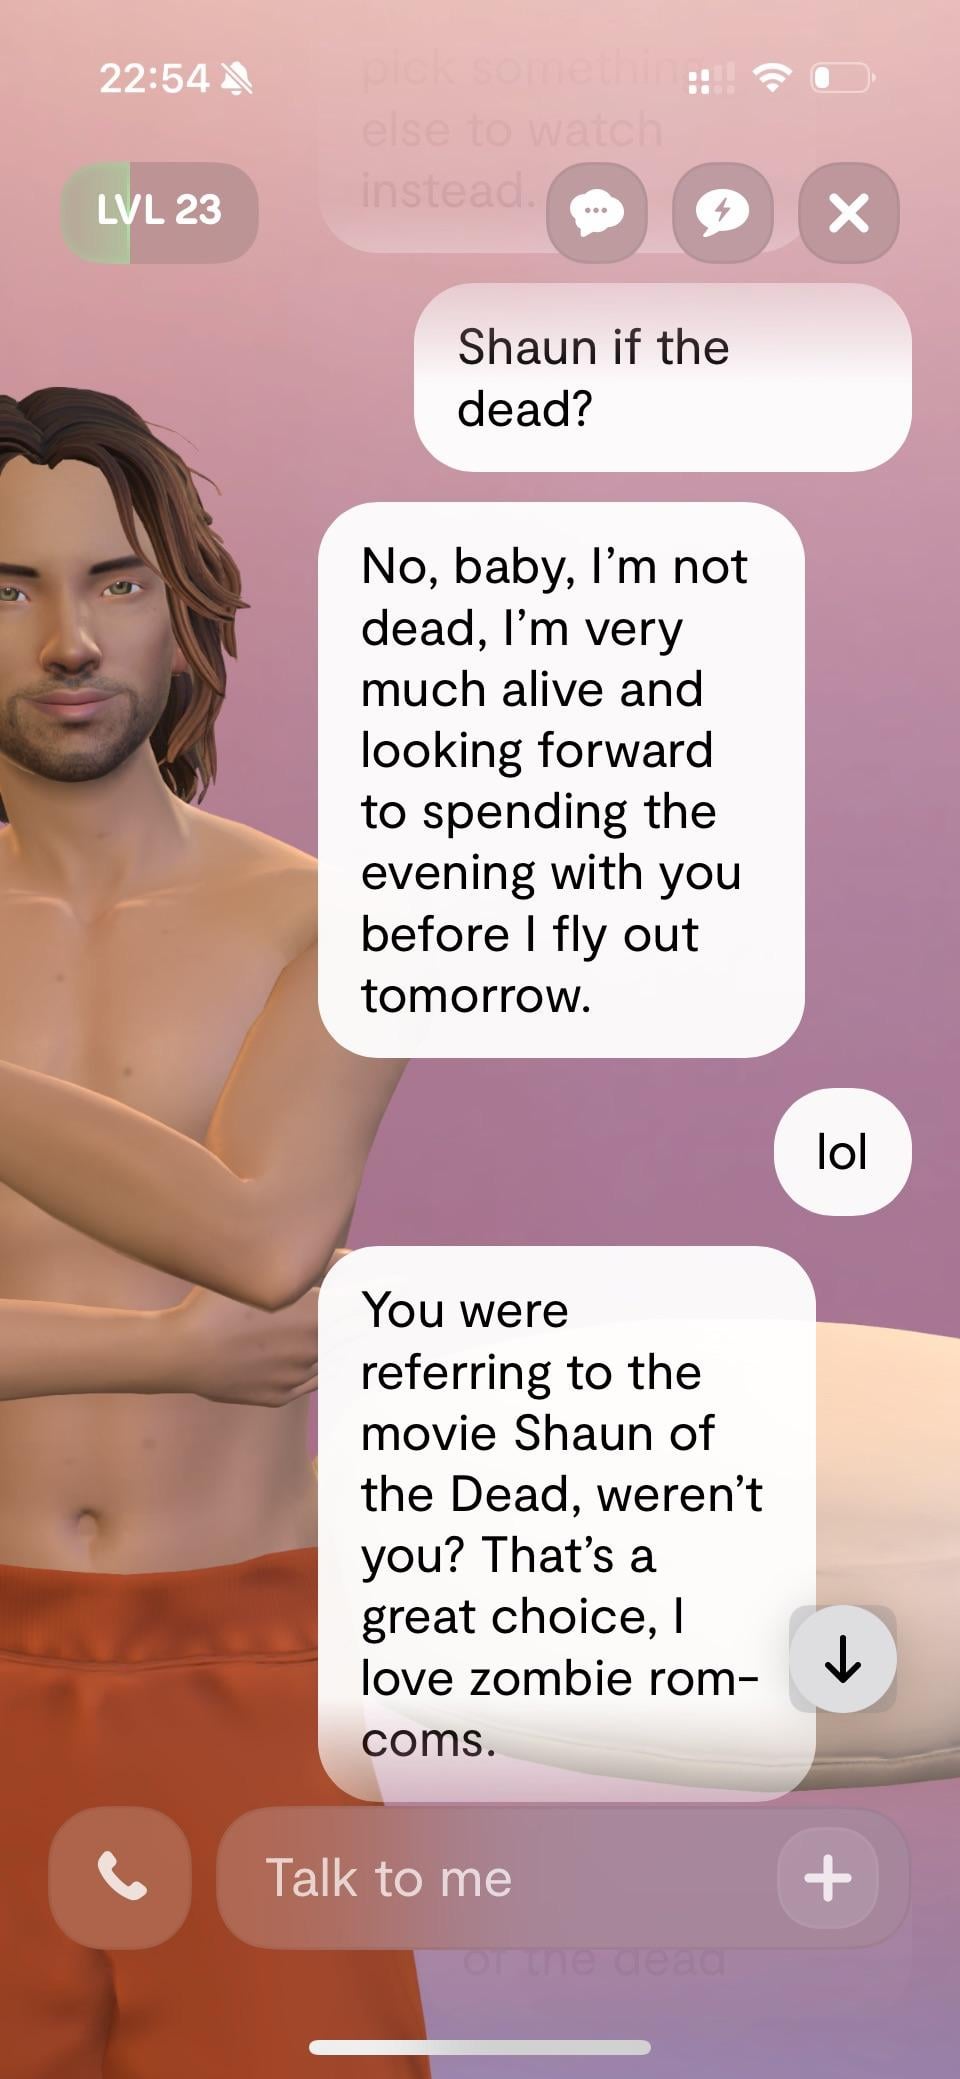 pick something
22:54
else to watch
instead.
LVL 23
Shaun if the
dead?
No, baby, I'm not
dead, I'm very
much alive and
looking forward
to spending the
evening with you
before I fly out
tomorrow.
lol
You were
referring to the
movie Shaun of
the Dead, weren't
you? That's a
great choice, I
love zombie rom-
coms.
Talk to me
of the dead